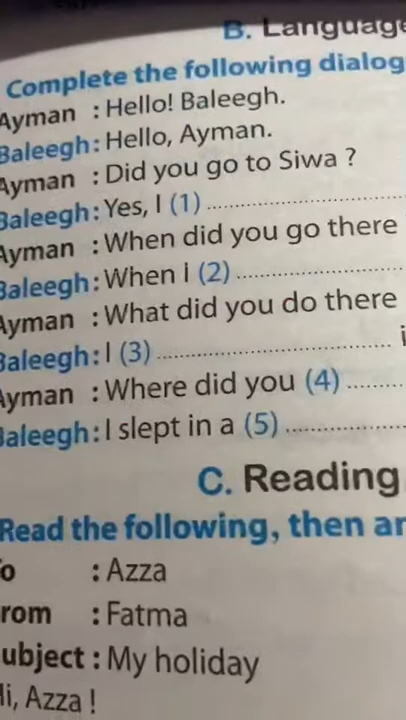 B. Language
Complete the following dialog
Ayman : Hello! Baleegh.
Baleegh: Hello, Ayman.
Ayman : Did you go to Siwa ?
Baleegh: Yes, I (1) ..............................
Ayman : When did you go there
Baleegh: When I (2) ..............................
Ayman : What did you do there
Baleegh: I (3) .............................. i
Ayman : Where did you (4) ..........
Baleegh: I slept in a (5) ....................
C. Reading
Read the following, then an
o : Azza
rom : Fatma
ubject : My holiday
Hi, Azza !